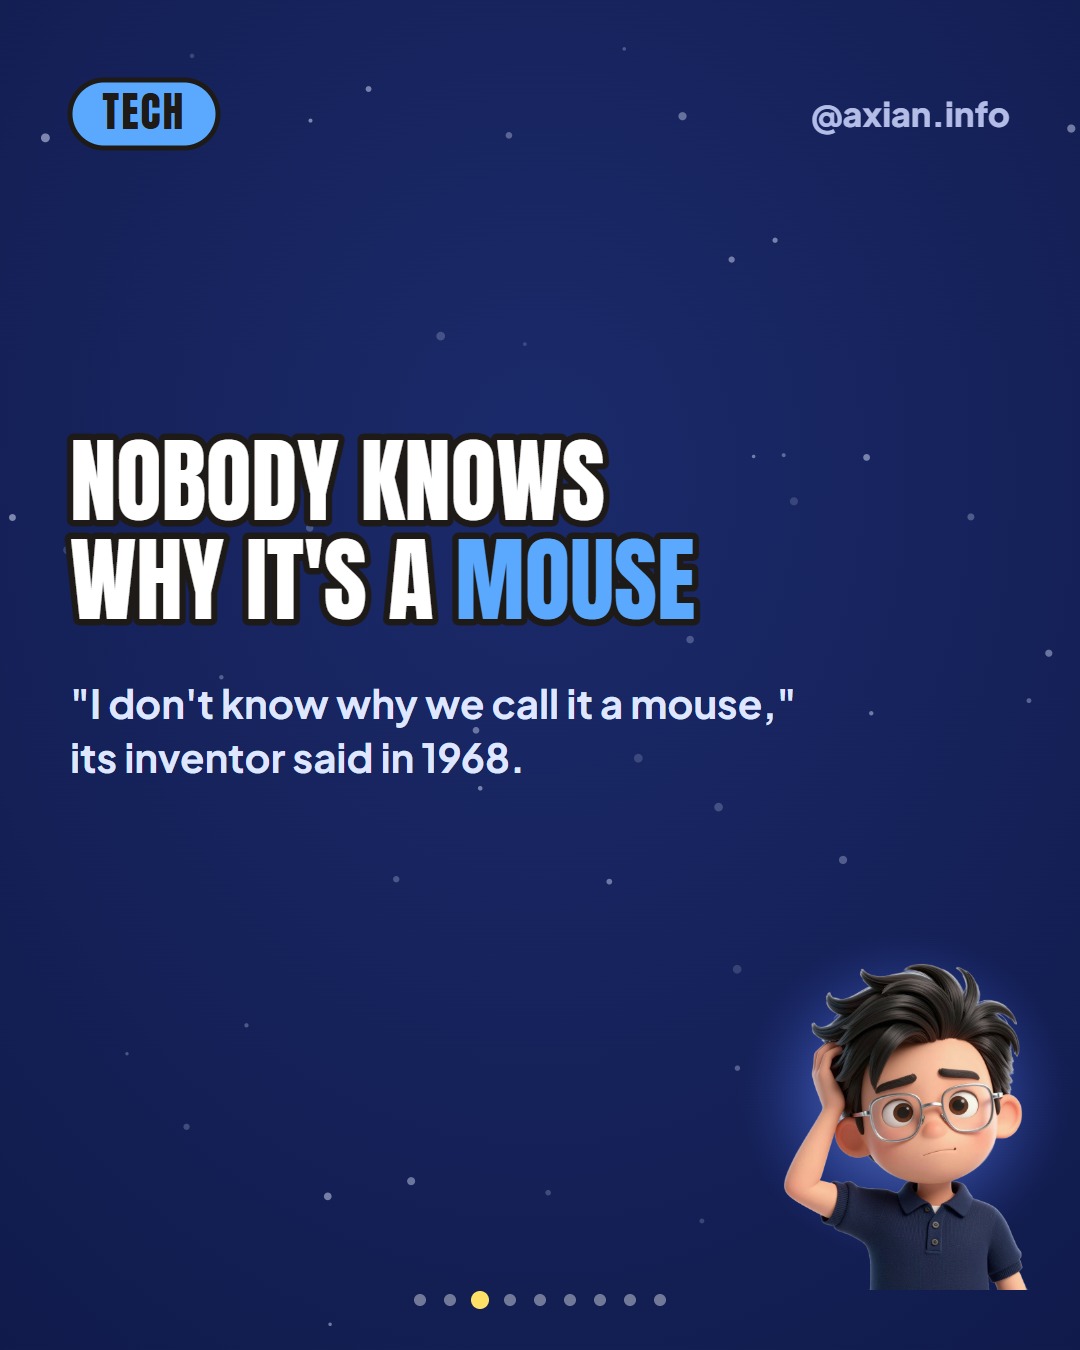 TECH
@axian.info
NOBODY KNOWS
WHY IT'S A MOUSE
"I don't know why we call it a mouse,"
its inventor said in 1968.